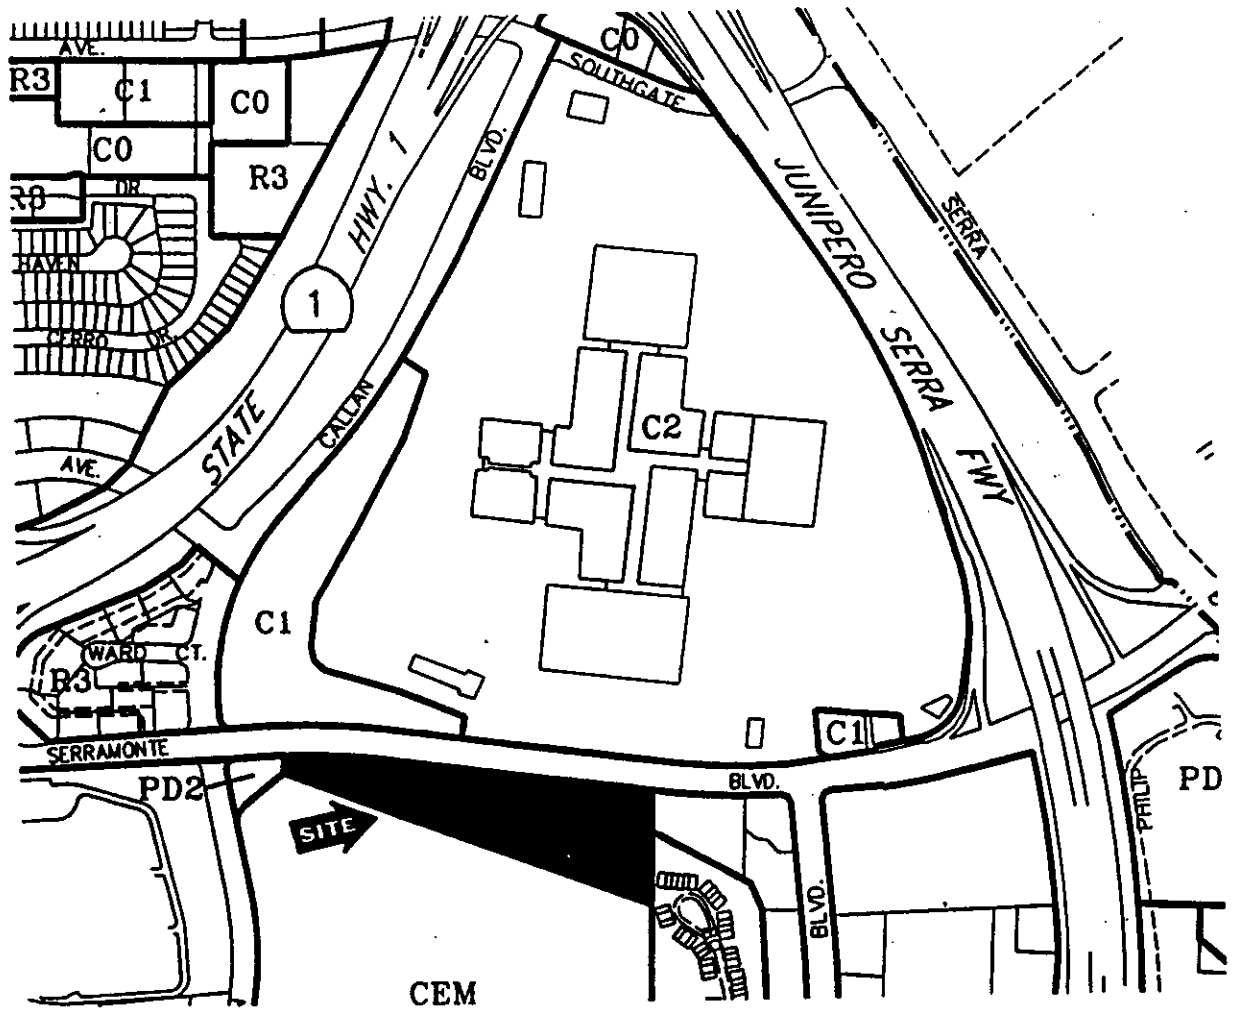 AVE.
C0
R3
C1
C0
SOUTHGATE
C0
R3
BLVD.
DR
HWY. 1
JUNIPERO SERRA FWY
SERRA
HAVEN
1
CERRO DR.
STATE
CALLAN
C2
AVE.
C1
WARD CT.
R3
C1
SERRAMONTE
BLVD.
PD2
PD
PHILIP
SITE
BLVD.
CEM